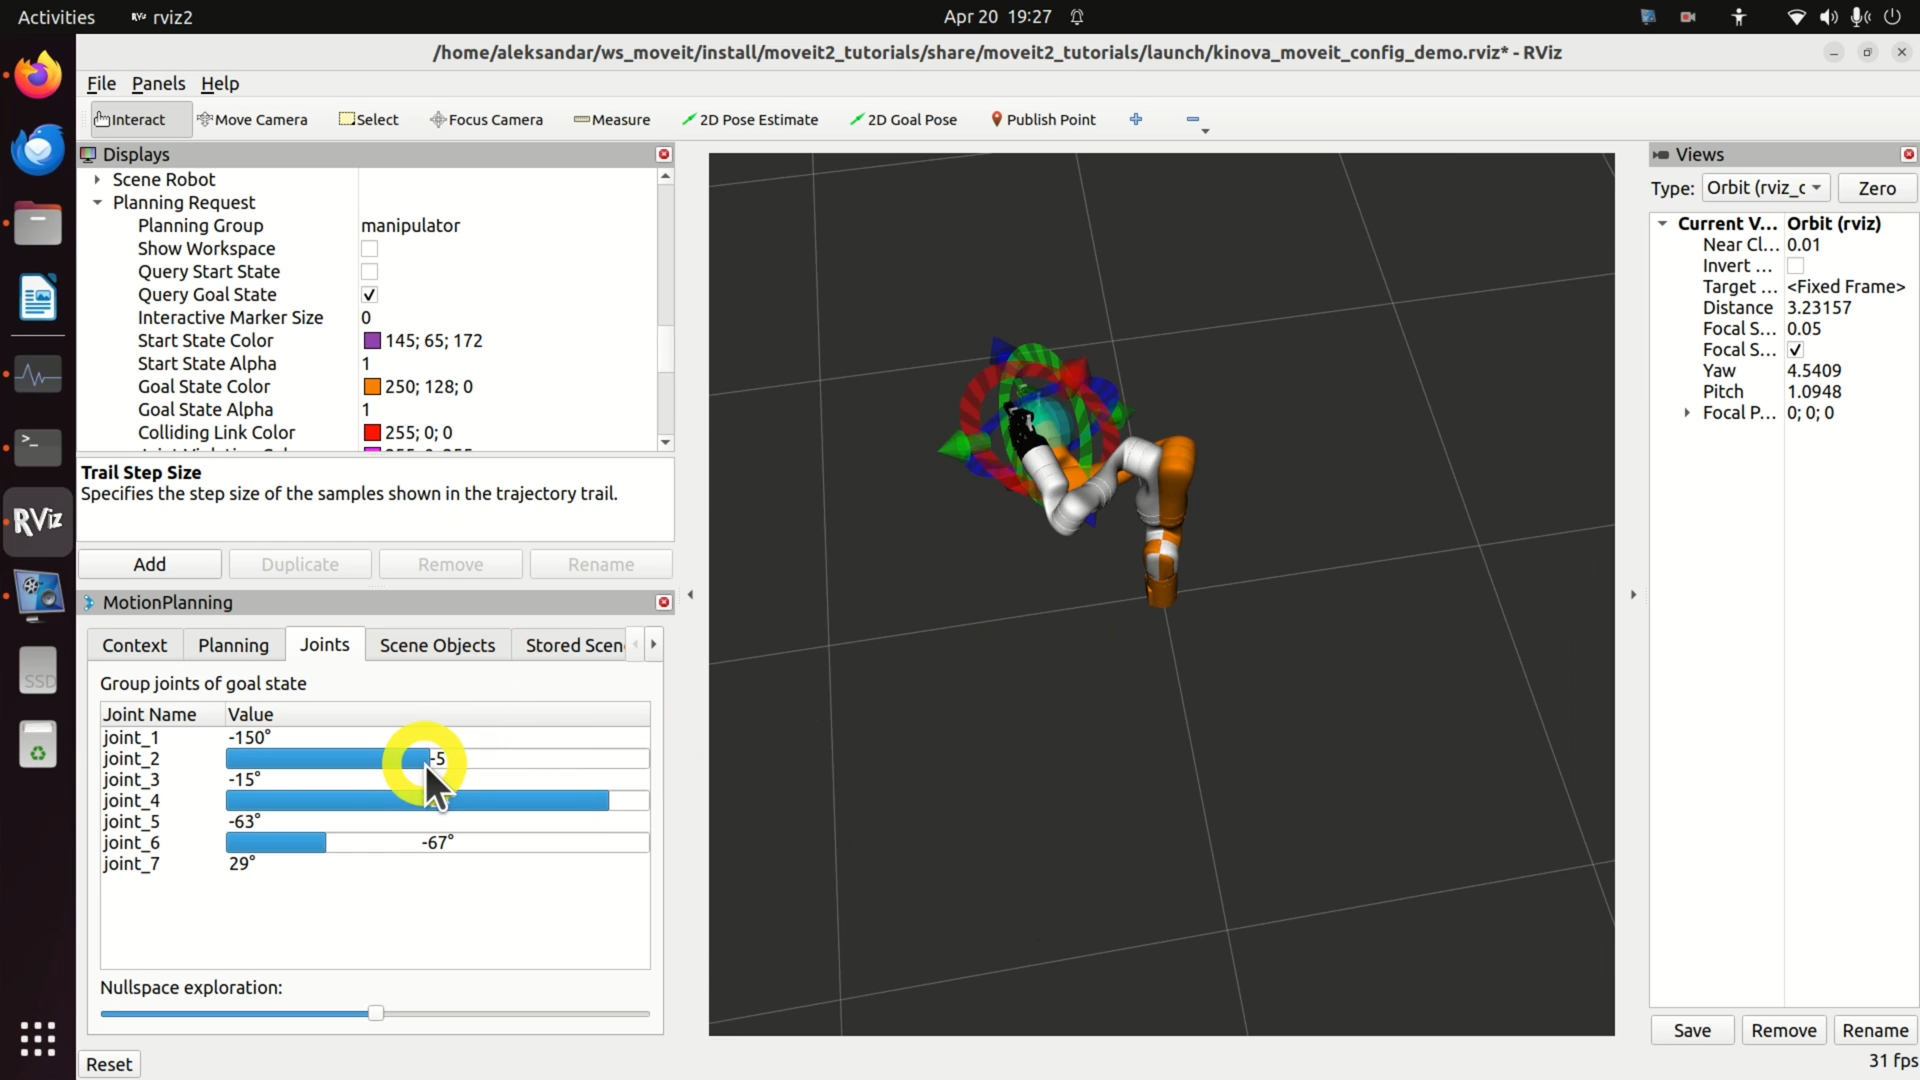 Activities rviz2 Apr 20 19:27
/home/aleksandar/ws_moveit/install/moveit2_tutorials/share/moveit2_tutorials/launch/kinova_moveit_config_demo.rviz* - RViz
File Panels Help
Interact Move Camera Select Focus Camera Measure 2D Pose Estimate 2D Goal Pose Publish Point
Displays
Scene Robot
Planning Request
Planning Group manipulator
Show Workspace
Query Start State
Query Goal State
Interactive Marker Size 0
Start State Color 145; 65; 172
Start State Alpha 1
Goal State Color 250; 128; 0
Goal State Alpha 1
Colliding Link Color 255; 0; 0
Trail Step Size
Specifies the step size of the samples shown in the trajectory trail.
Add Duplicate Remove Rename
MotionPlanning
Context Planning Joints Scene Objects Stored Scen
Group joints of goal state
Joint Name Value
joint_1 -150°
joint_2 -5
joint_3 -15°
joint_4
joint_5 -63°
joint_6 -67°
joint_7 29°
Nullspace exploration:
Reset
RViz
SSD
Views
Type: Orbit (rviz_c Zero
Current V... Orbit (rviz)
Near Cl... 0.01
Invert ...
Target ... <Fixed Frame>
Distance 3.23157
Focal S... 0.05
Focal S...
Yaw 4.5409
Pitch 1.0948
Focal P... 0; 0; 0
Save Remove Rename
31 fps